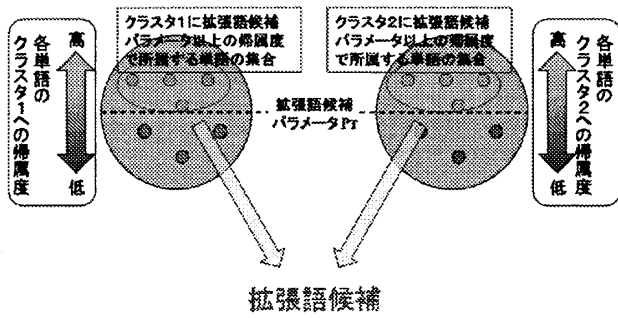 高
各単語の
クラスタ1への帰属度
低
クラスタ1に拡張語候補
パラメータ以上の帰属度
で所属する単語の集合
クラスタ2に拡張語候補
パラメータ以上の帰属度
で所属する単語の集合
高
各単語の
クラスタ2への帰属度
低
拡張語候補
パラメータPT
拡張語候補